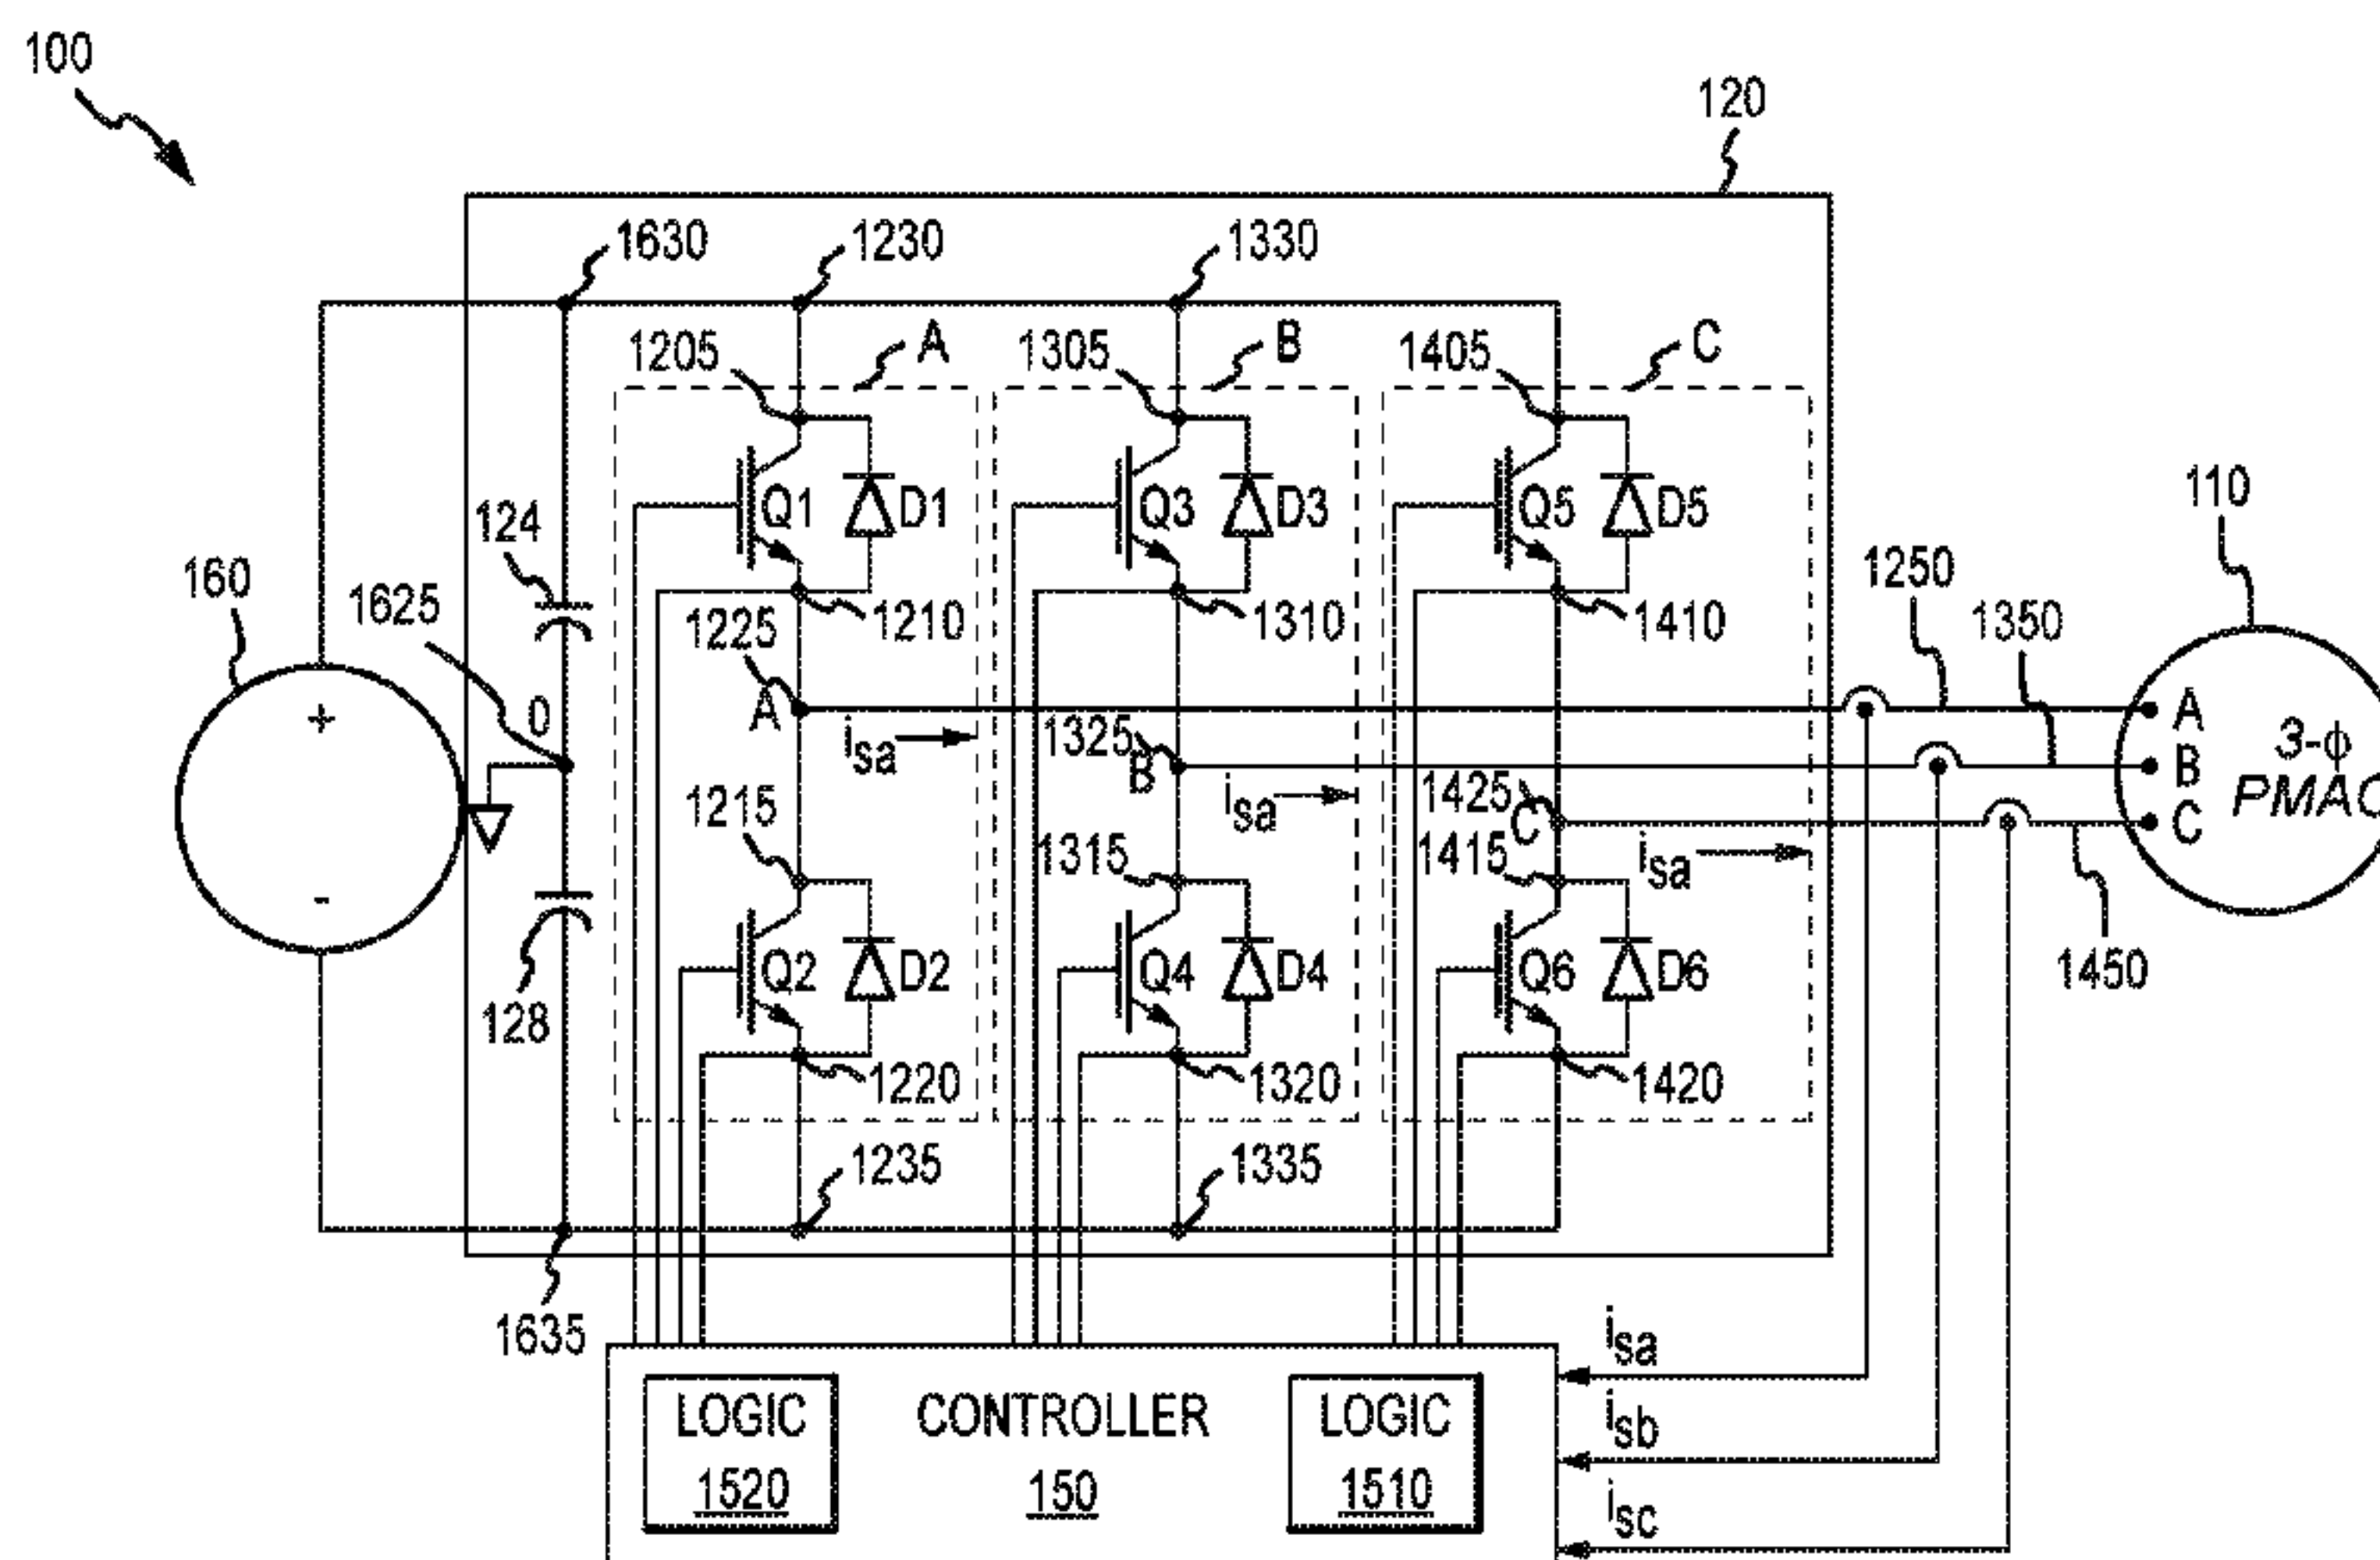 100
120
1630
1230
1330
1205
A
1305
B
1405
C
124
Q1
D1
Q3
D3
Q5
D5
110
160
1625
1225
1210
1310
1410
1250
1350
+
0
A
isa
1325
B
isa
1425
C
isa
A
B
C
3-ϕ
1215
1315
1415
-
128
Q2
D2
Q4
D4
Q6
D6
1450
1220
1320
1420
1235
1335
1635
LOGIC
1520
CONTROLLER
150
LOGIC
1510
isa
isb
isc